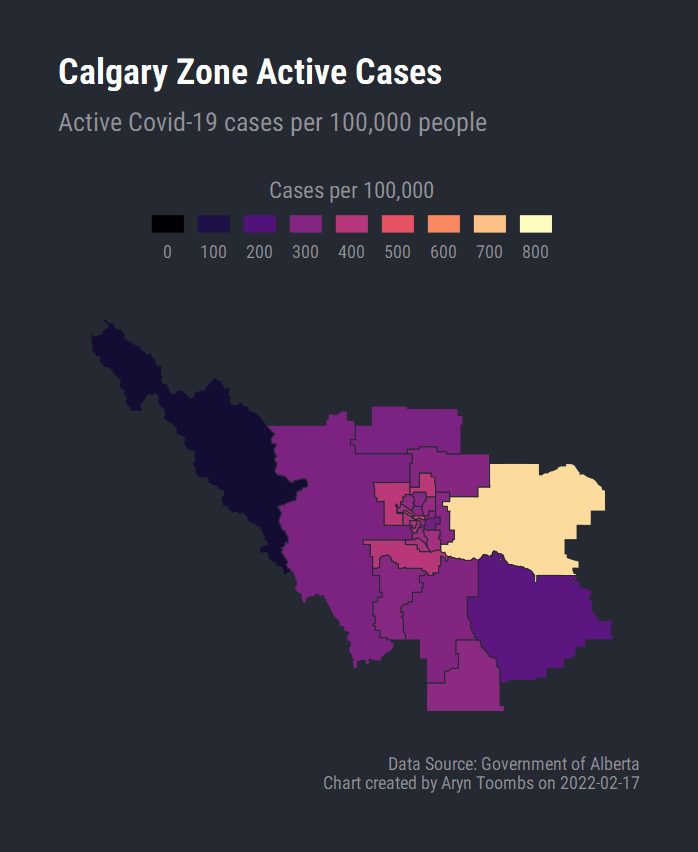 Calgary Zone Active Cases
Active Covid-19 cases per 100,000 people
Cases per 100,000
0 100 200 300 400 500 600 700 800
Data Source: Government of Alberta
Chart created by Aryn Toombs on 2022-02-17